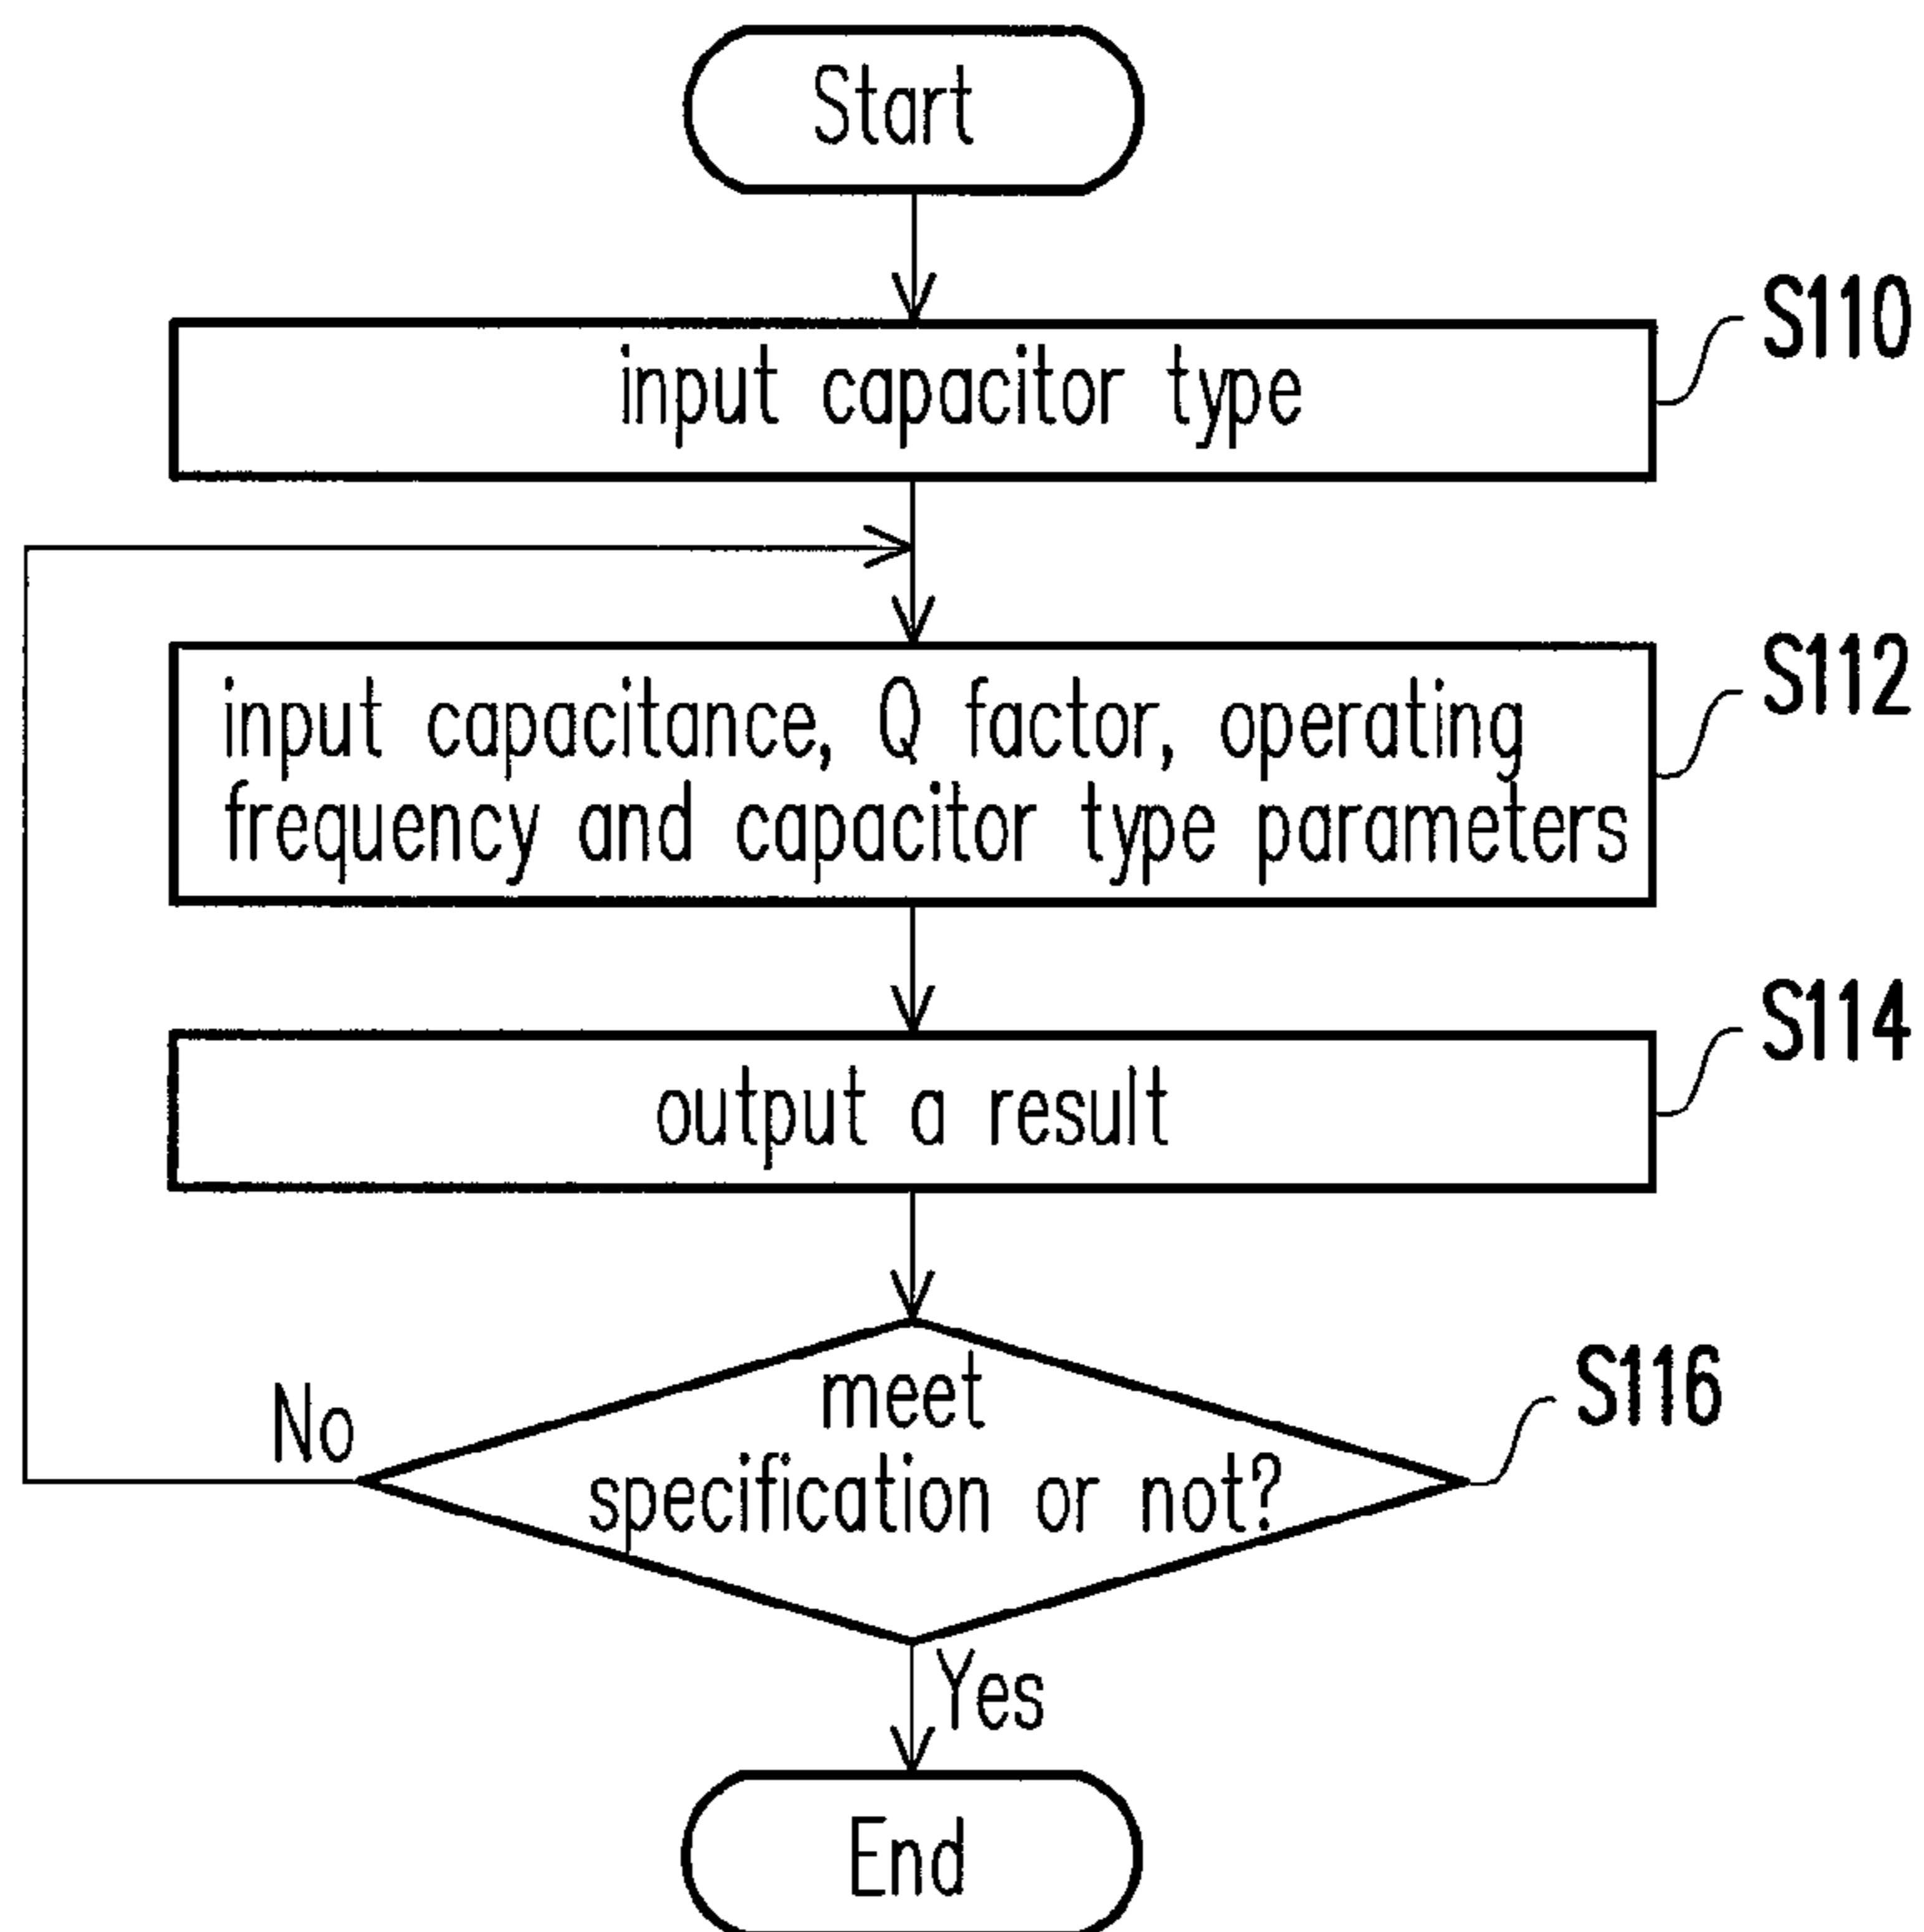 Start
input capacitor type
S110
input capacitance, Q factor, operating
frequency and capacitor type parameters
S112
output a result
S114
meet
specification or not?
S116
No
Yes
End